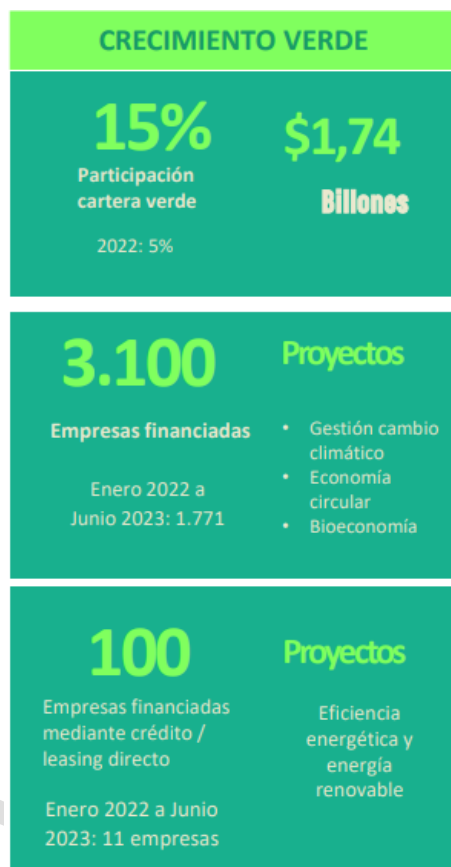 CRECIMIENTO VERDE
15%
Participación
cartera verde
2022: 5%
$1,74
Billones
3.100
Empresas financiadas
Enero 2022 a
Junio 2023: 1.771
Proyectos
• Gestión cambio
climático
• Economía
circular
• Bioeconomía
100
Empresas financiadas
mediante crédito /
leasing directo
Enero 2022 a Junio
2023: 11 empresas
Proyectos
Eficiencia
energética y
energía
renovable